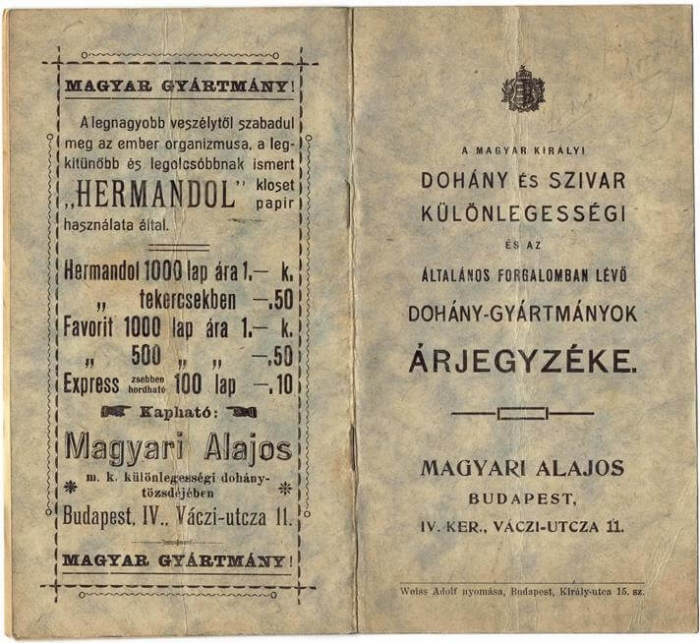 MAGYAR GYÁRTMÁNY!
A legnagyobb veszélytől szabadul
meg az ember organizmusa, a leg-
kitünőbb és legolcsóbbnak ismert
„HERMANDOL" kloset
papir
használata által.
Hermandol 1000 lap ára 1.— k.
„ tekercsekben —.50
Favorit 1000 lap ára 1.— k.
„ 500 „ „ —.50
Express zsebben hordható 100 lap —.10
Kapható:
Magyari Alajos
m. k. különlegességi dohány-
tőzsdéjében
Budapest, IV., Váczi-utcza 11.
MAGYAR GYÁRTMÁNY!
A MAGYAR KIRÁLYI
DOHÁNY ÉS SZIVAR
KÜLÖNLEGESSÉGI
ÉS AZ
ÁLTALÁNOS FORGALOMBAN LÉVŐ
DOHÁNY-GYÁRTMÁNYOK
ÁRJEGYZÉKE.
MAGYARI ALAJOS
BUDAPEST,
IV. KER., VÁCZI-UTCZA 11.
Weiss Adolf nyomása, Budapest, Király-utca 15. sz.